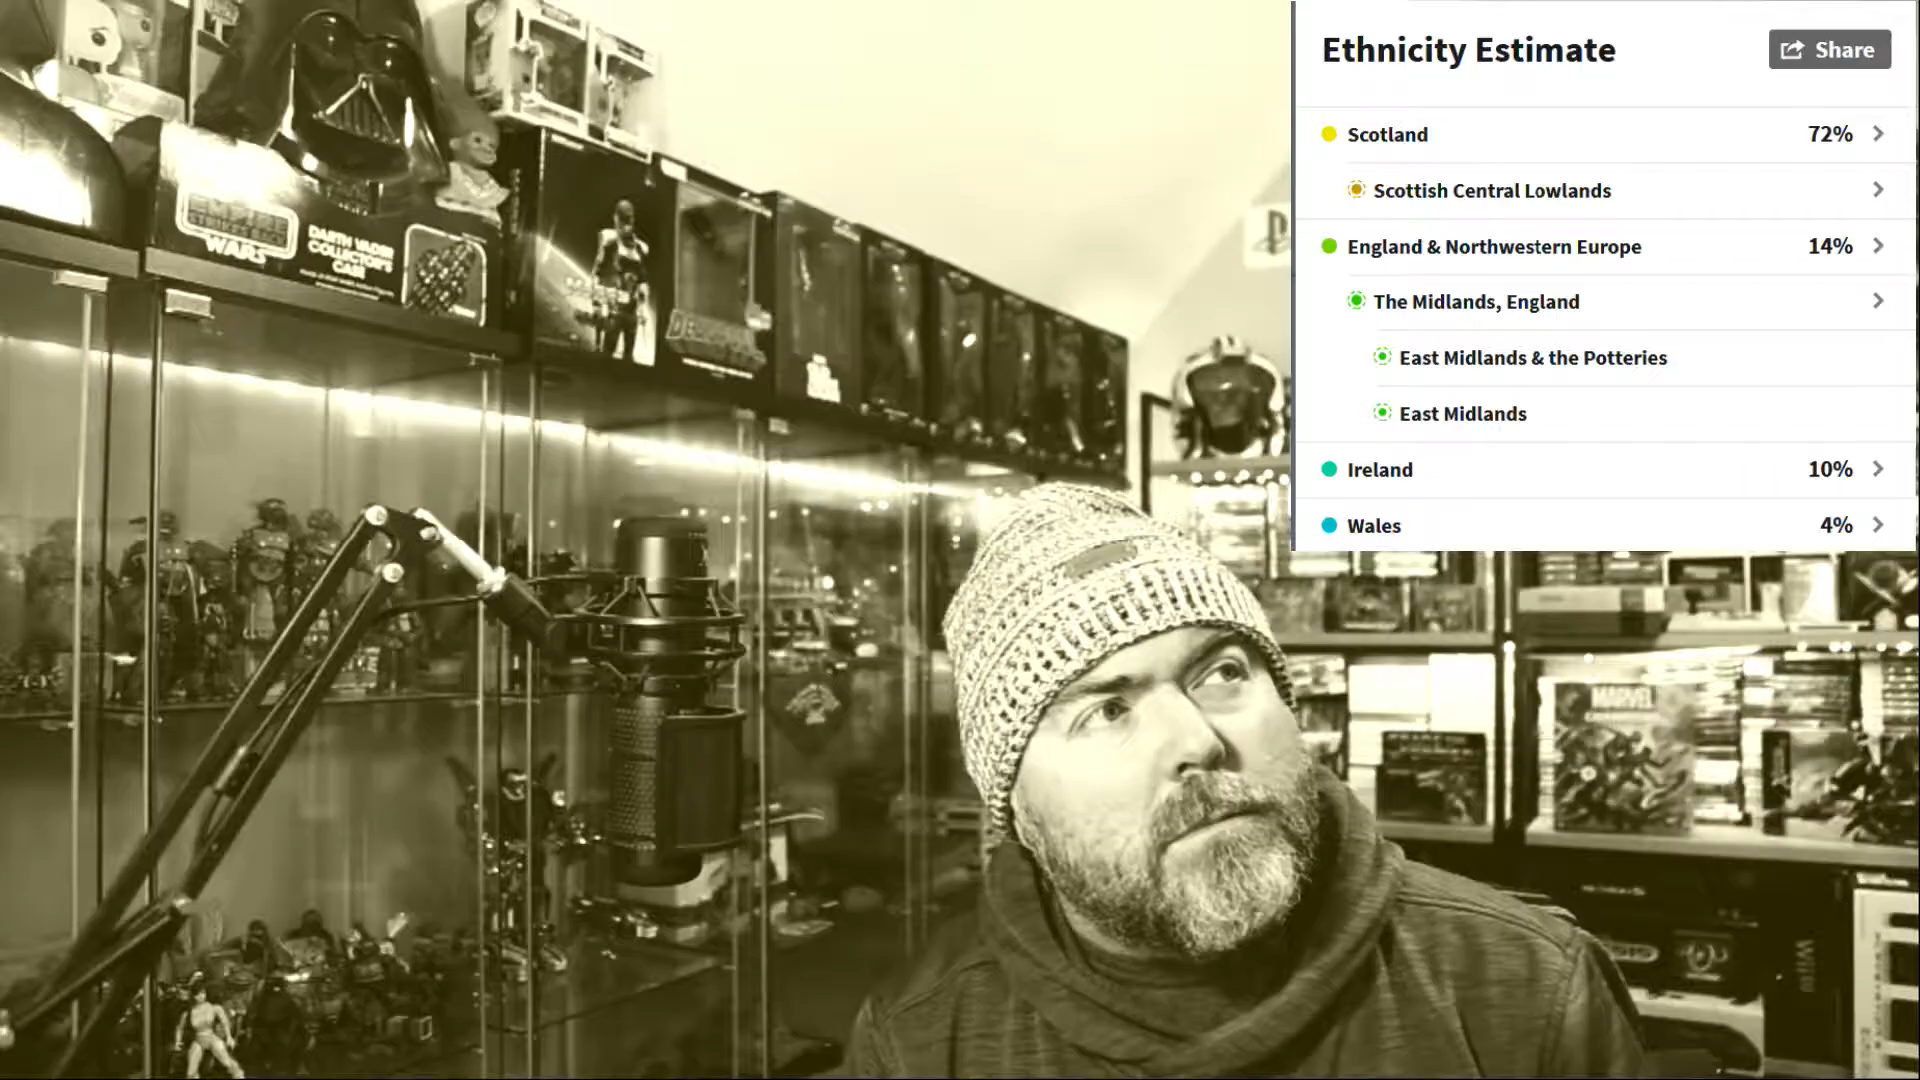 Ethnicity Estimate
Share
Scotland 72%
Scottish Central Lowlands
England & Northwestern Europe 14%
The Midlands, England
East Midlands & the Potteries
East Midlands
Ireland 10%
Wales 4%
EMPIRE
STRIKES BACK
WARS
DARTH VADER
COLLECTOR'S
CASE
MARVEL
WiiU